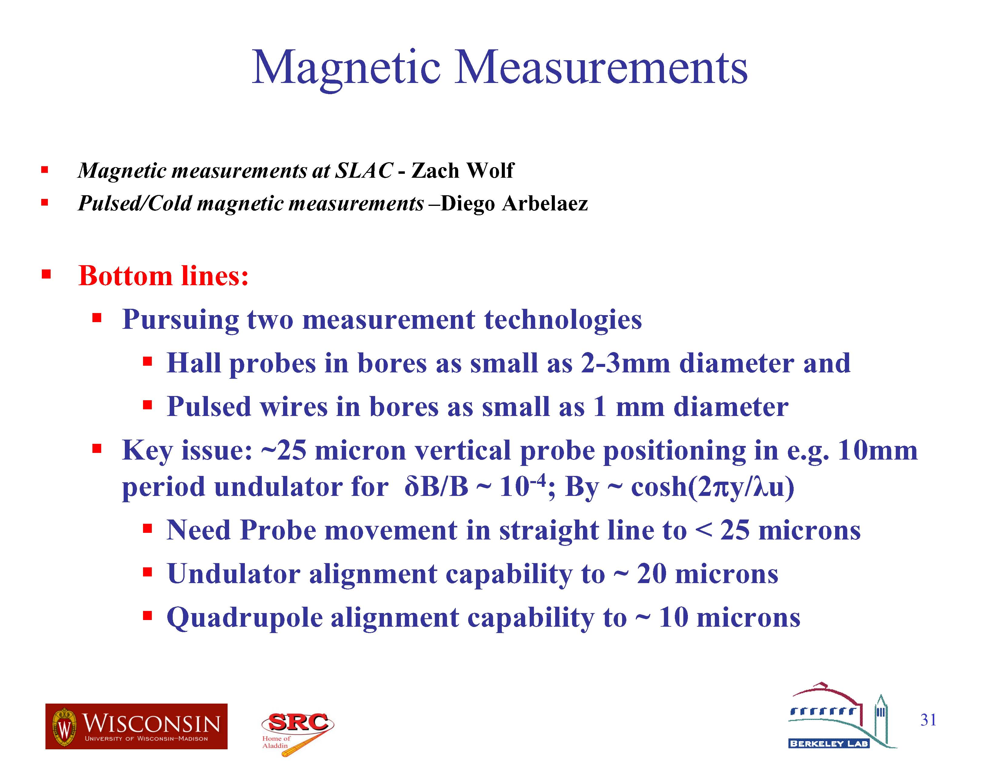 Magnetic Measurements
▪ Magnetic measurements at SLAC - Zach Wolf
▪ Pulsed/Cold magnetic measurements –Diego Arbelaez
▪ Bottom lines:
▪ Pursuing two measurement technologies
▪ Hall probes in bores as small as 2-3mm diameter and
▪ Pulsed wires in bores as small as 1 mm diameter
▪ Key issue: ~25 micron vertical probe positioning in e.g. 10mm
period undulator for δB/B ~ 10⁻⁴; By ~ cosh(2πy/λu)
▪ Need Probe movement in straight line to < 25 microns
▪ Undulator alignment capability to ~ 20 microns
▪ Quadrupole alignment capability to ~ 10 microns
W WISCONSIN
UNIVERSITY OF WISCONSIN–MADISON
SRC
Home of
Aladdin
BERKELEY LAB
31